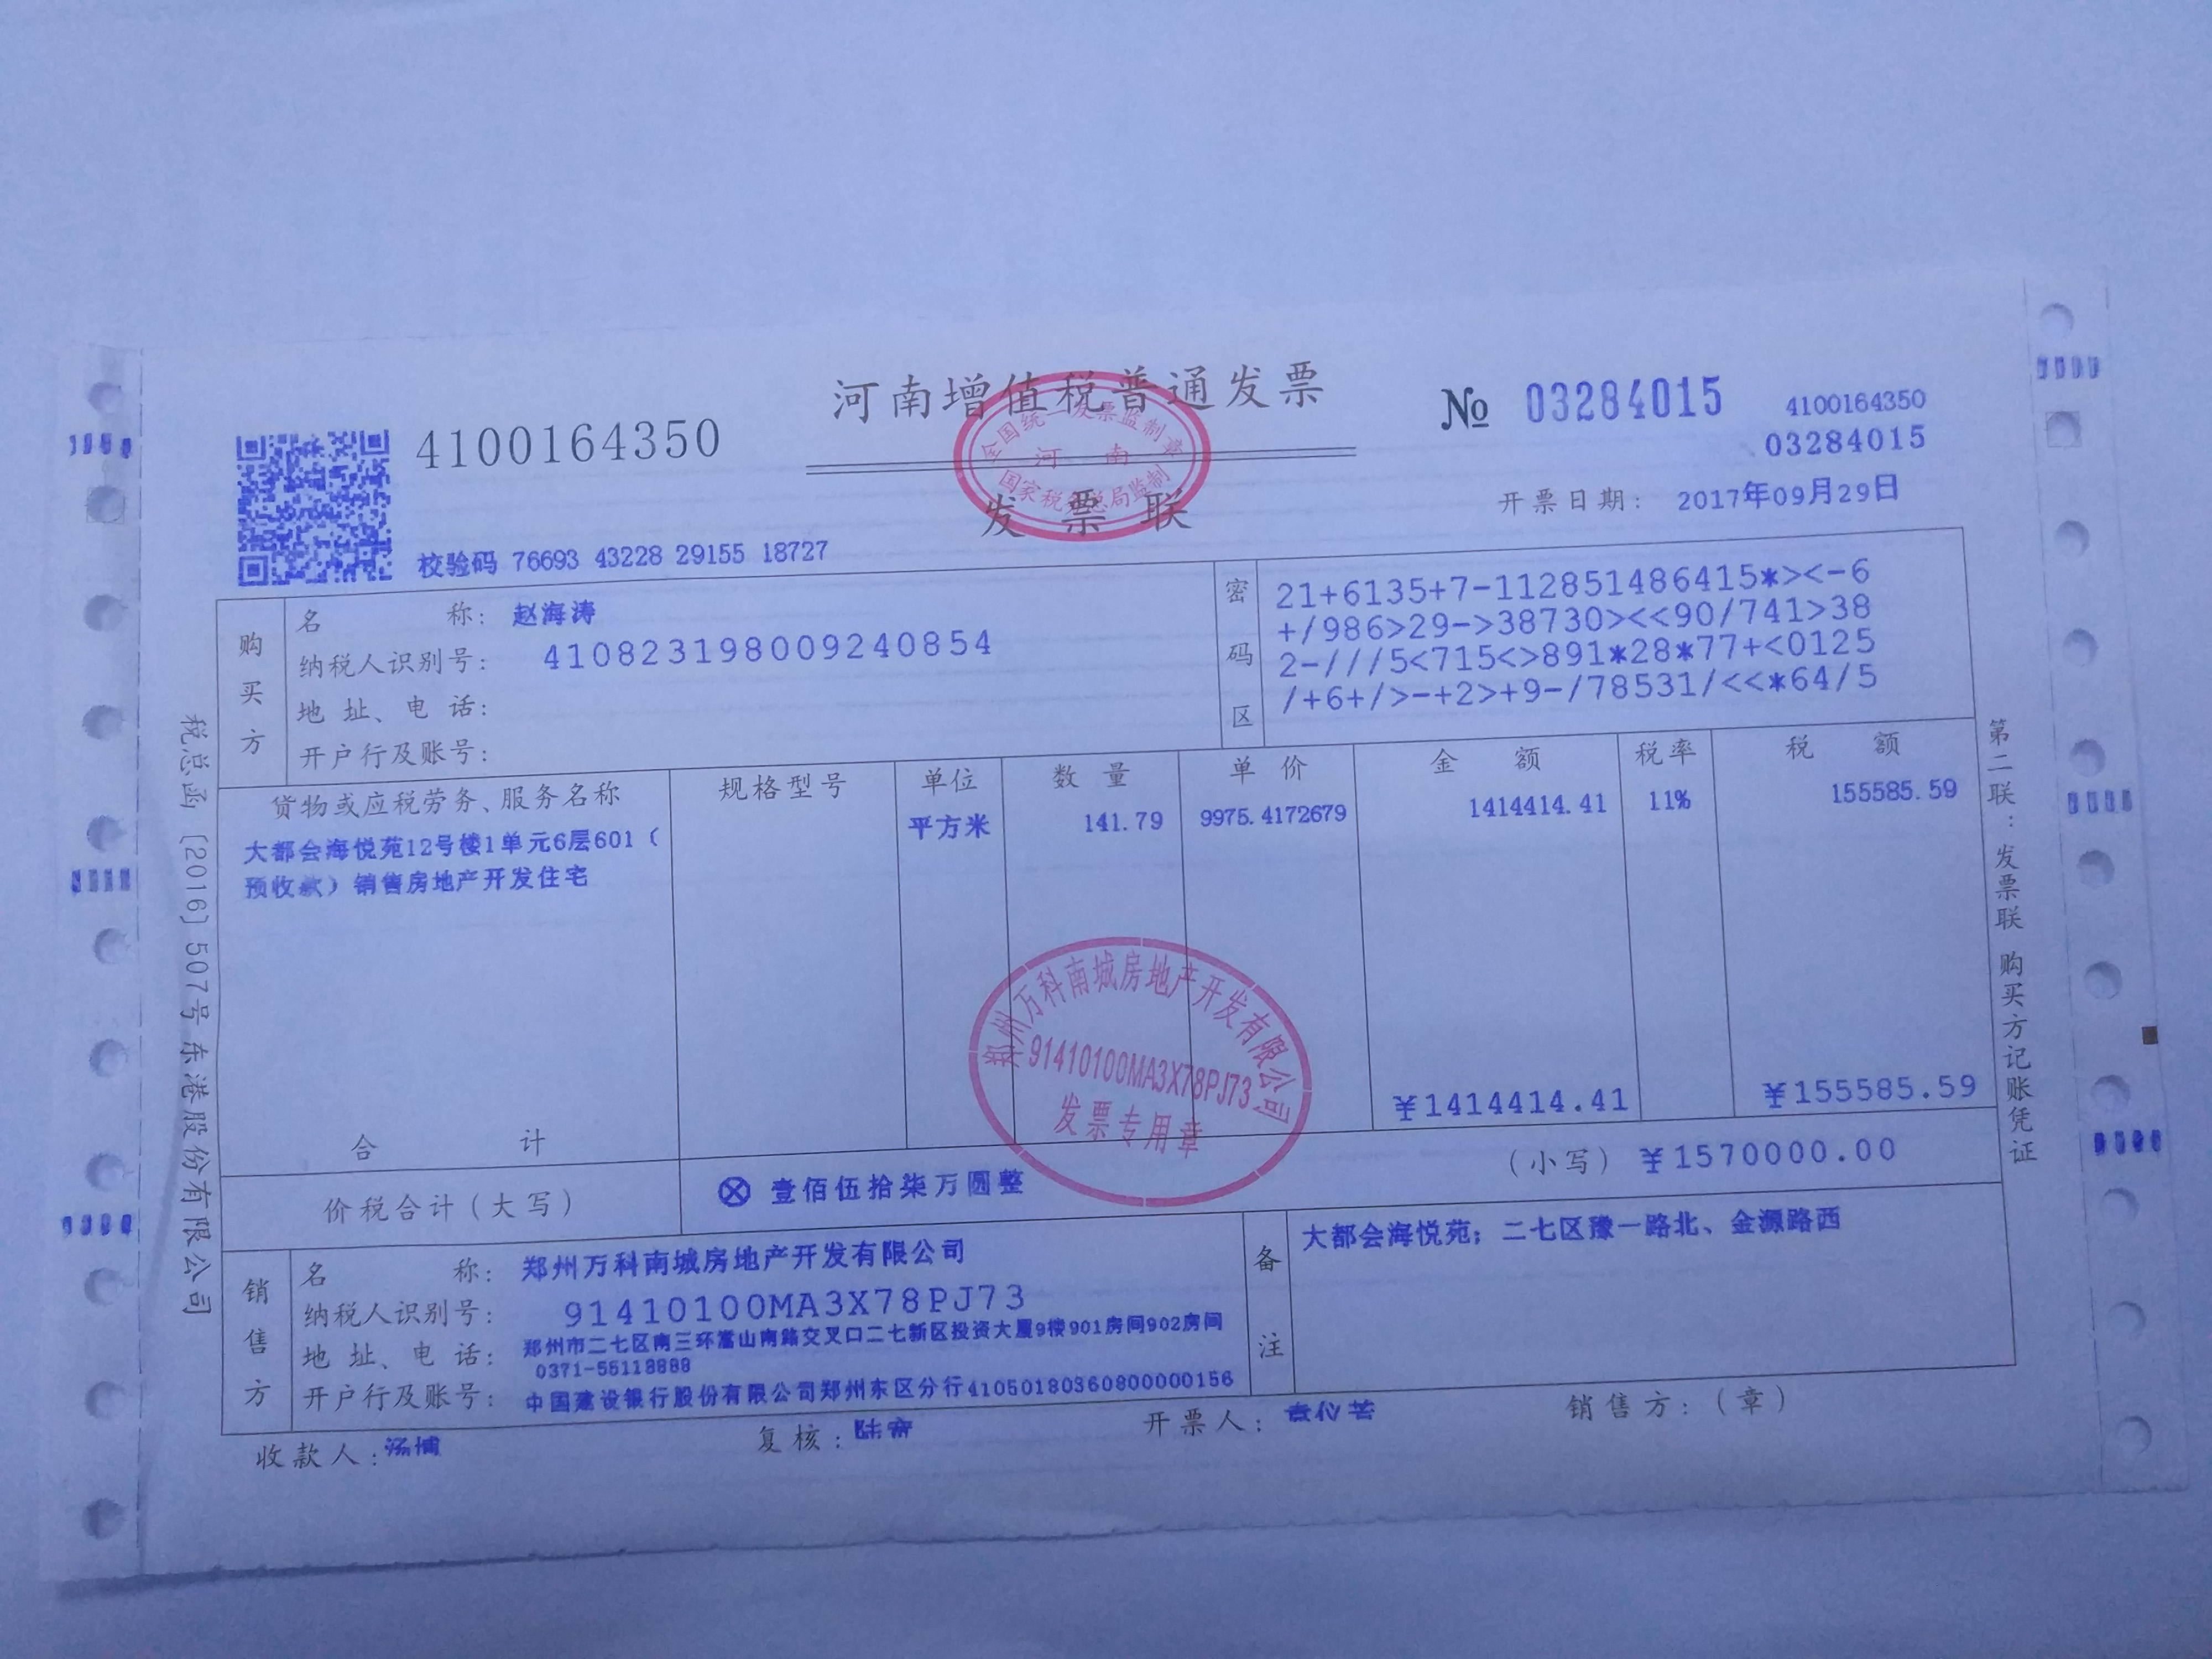 河南增值税普通发票
4100164350
№ 03284015
4100164350
03284015
全国统一发票监制章
河 南
国家税务总局监制
发票联
开票日期: 2017年09月29日
校验码 76693 43228 29155 18727
购买方
名 称: 赵海涛
纳税人识别号: 410823198009240854
地 址、电 话:
开户行及账号:
密码区
21+6135+7-112851486415*><-6
+/986>29->38730><<90/741>38
2-///5<715<>891*28*77+<0125
/+6+/>-+2>+9-/78531/<<*64/5
货物或应税劳务、服务名称 规格型号 单位 数 量 单 价 金 额 税率 税 额
大都会海悦苑12号楼1单元6层601(预收款)销售房地产开发住宅 平方米 141.79 9975.4172679 1414414.41 11% 155585.59
合 计 ¥1414414.41 ¥155585.59
价税合计(大写) ⊗ 壹佰伍拾柒万圆整 (小写) ¥1570000.00
郑州万科南城房地产开发有限公司
91410100MA3X78PJ73
发票专用章
销售方
名 称: 郑州万科南城房地产开发有限公司
纳税人识别号: 91410100MA3X78PJ73
地 址、电 话: 郑州市二七区南三环嵩山南路交叉口二七新区投资大厦9楼901房间902房间
0371-55118888
开户行及账号: 中国建设银行股份有限公司郑州东区分行41050180360800000156
备注
大都会海悦苑; 二七区豫一路北、金源路西
收款人: 汤博
复核:
开票人:
销售方:(章)
税总函〔2016〕507号 东港股份有限公司
第二联:发票联 购买方记账凭证